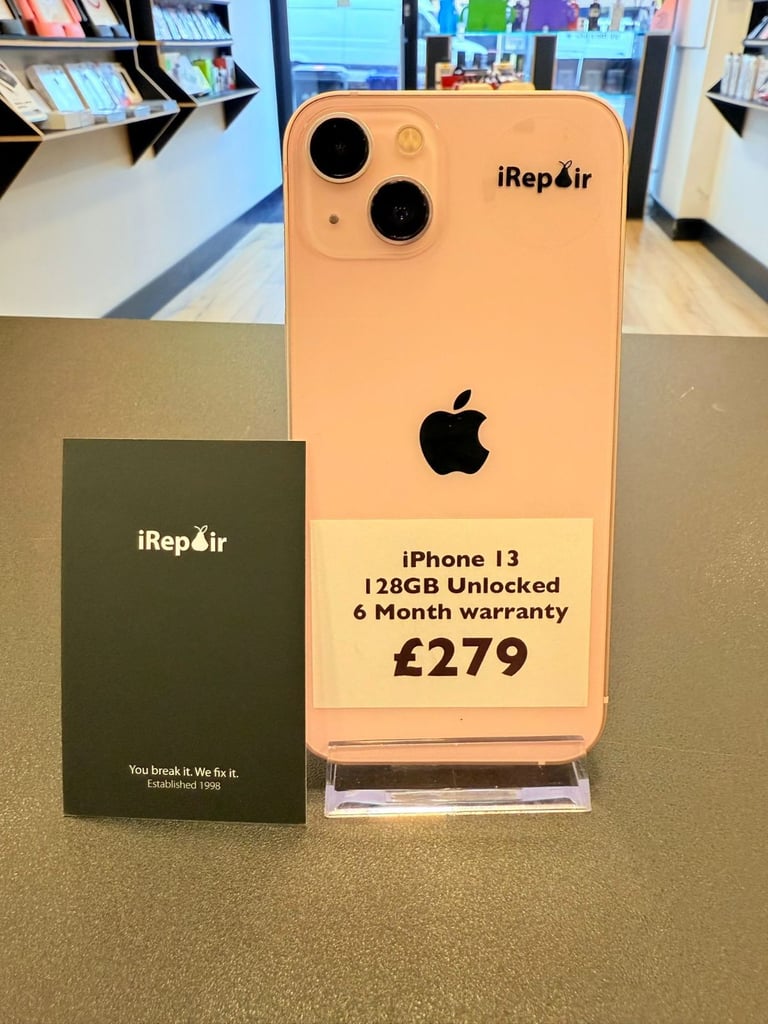 iRepair
iPhone 13
128GB Unlocked
6 Month warranty
£279
iRepair
You break it. We fix it.
Established 1998